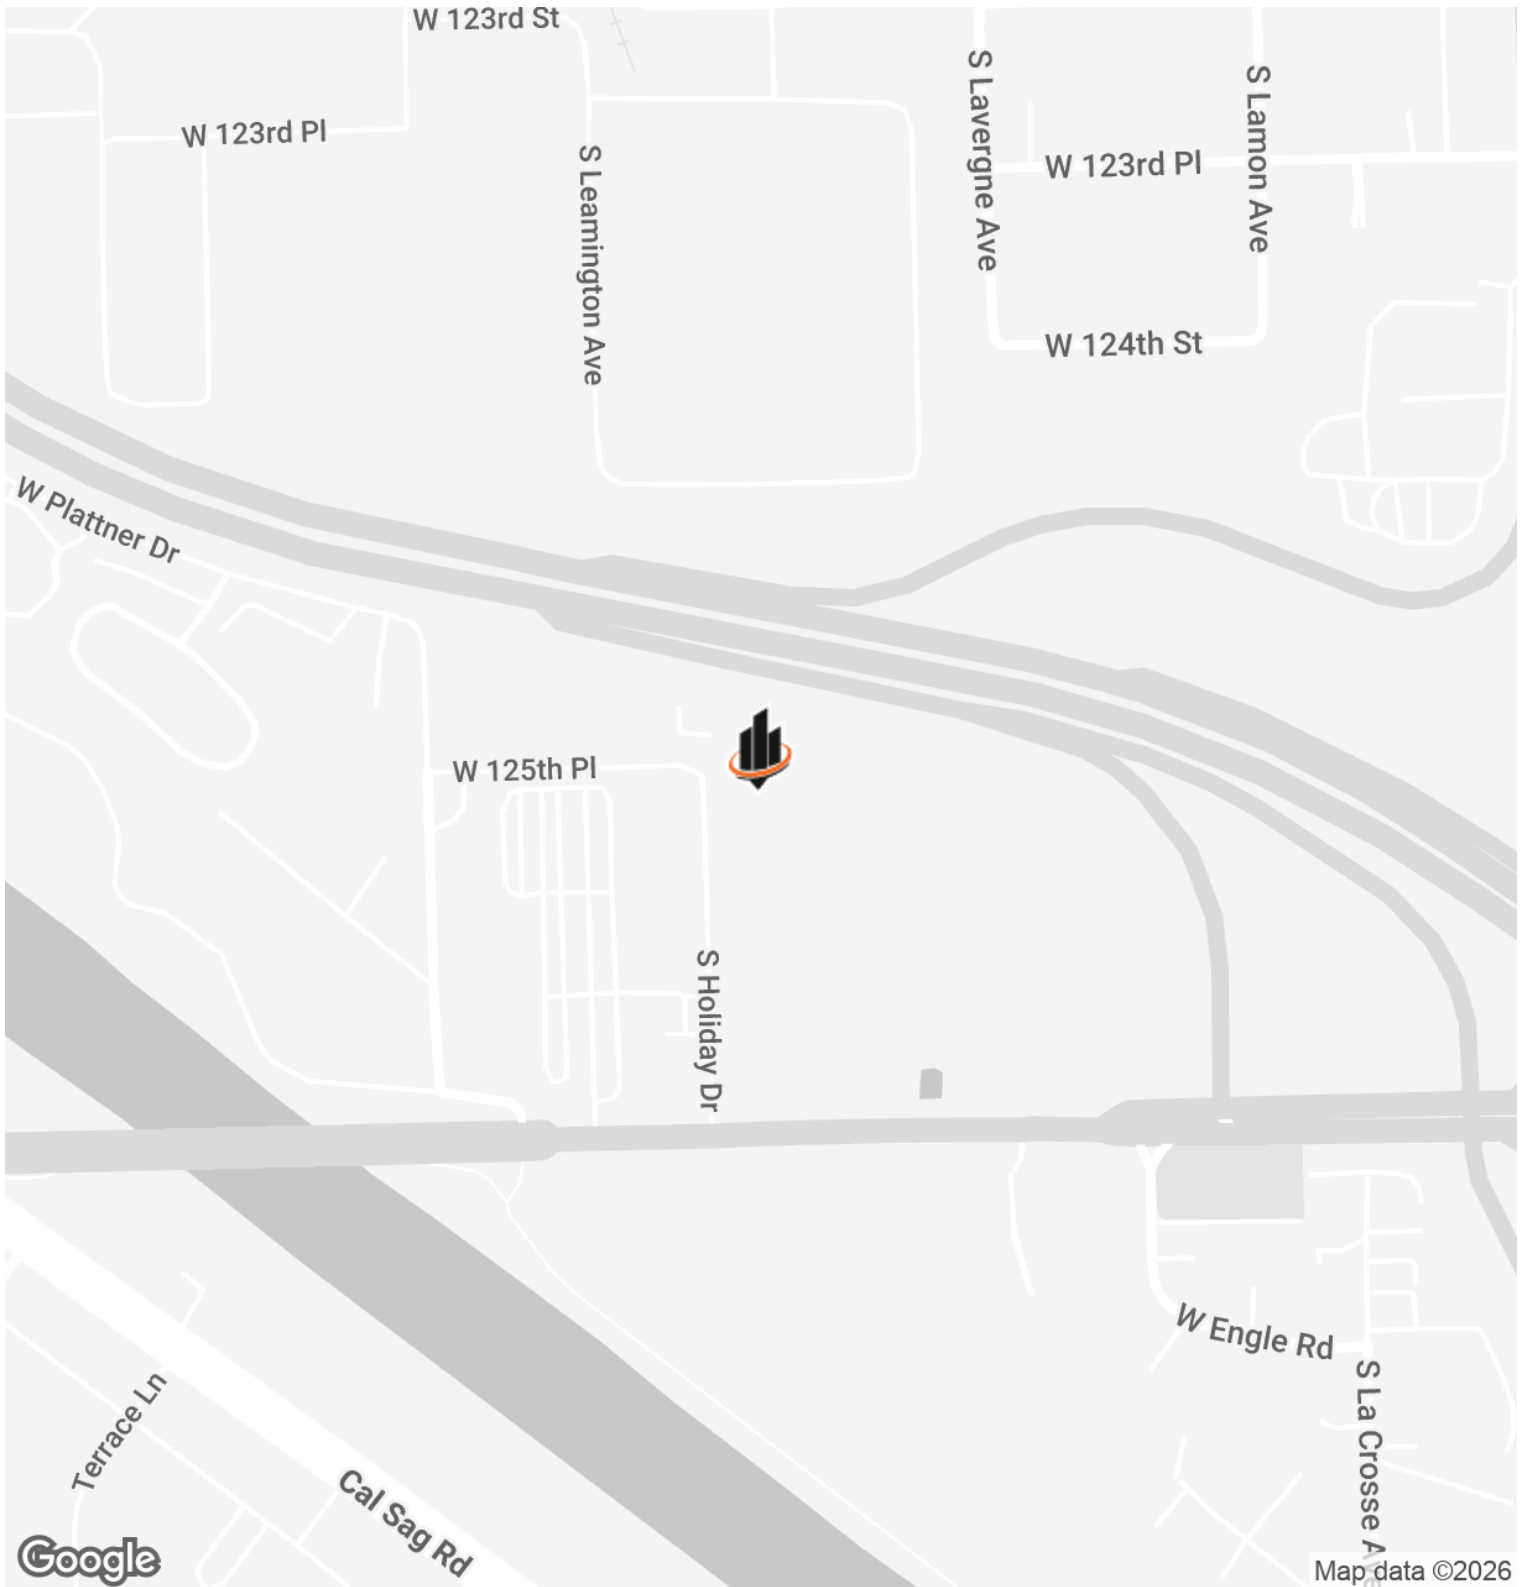 W 123rd St
S Lavergne Ave
S Lamon Ave
W 123rd Pl
S Leamington Ave
W 123rd Pl
W 124th St
W Plattner Dr
W 125th Pl
S Holiday Dr
W Engle Rd
S La Crosse Ave
Terrace Ln
Cal Sag Rd
Google
Map data ©2026